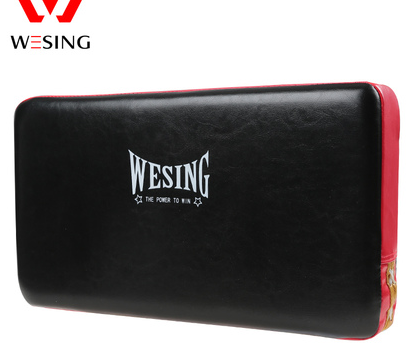 WESING
WESING
☆ THE POWER TO WIN ☆